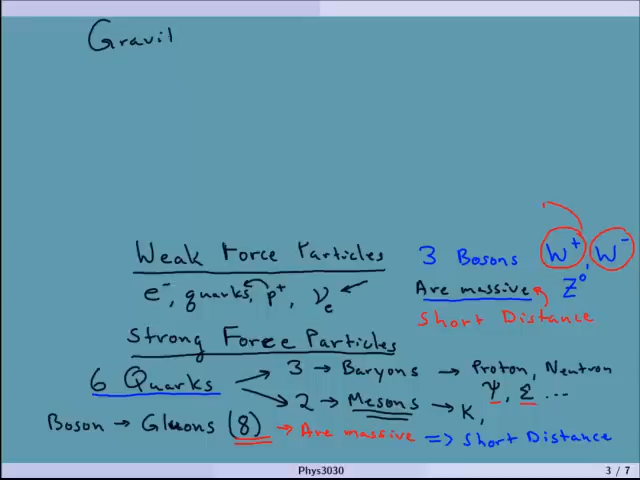 Gravit
Weak Force Particles
3 Bosons W⁺, W⁻
e⁻, quarks, p⁺, νₑ
Are massive Z⁰
Short Distance
Strong Force Particles
6 Quarks
3 → Baryons → Proton, Neutron
2 → Mesons → K, Ψ, Σ ...
Boson → Gluons (8) → Are massive => Short Distance
Phys3030
3 / 7